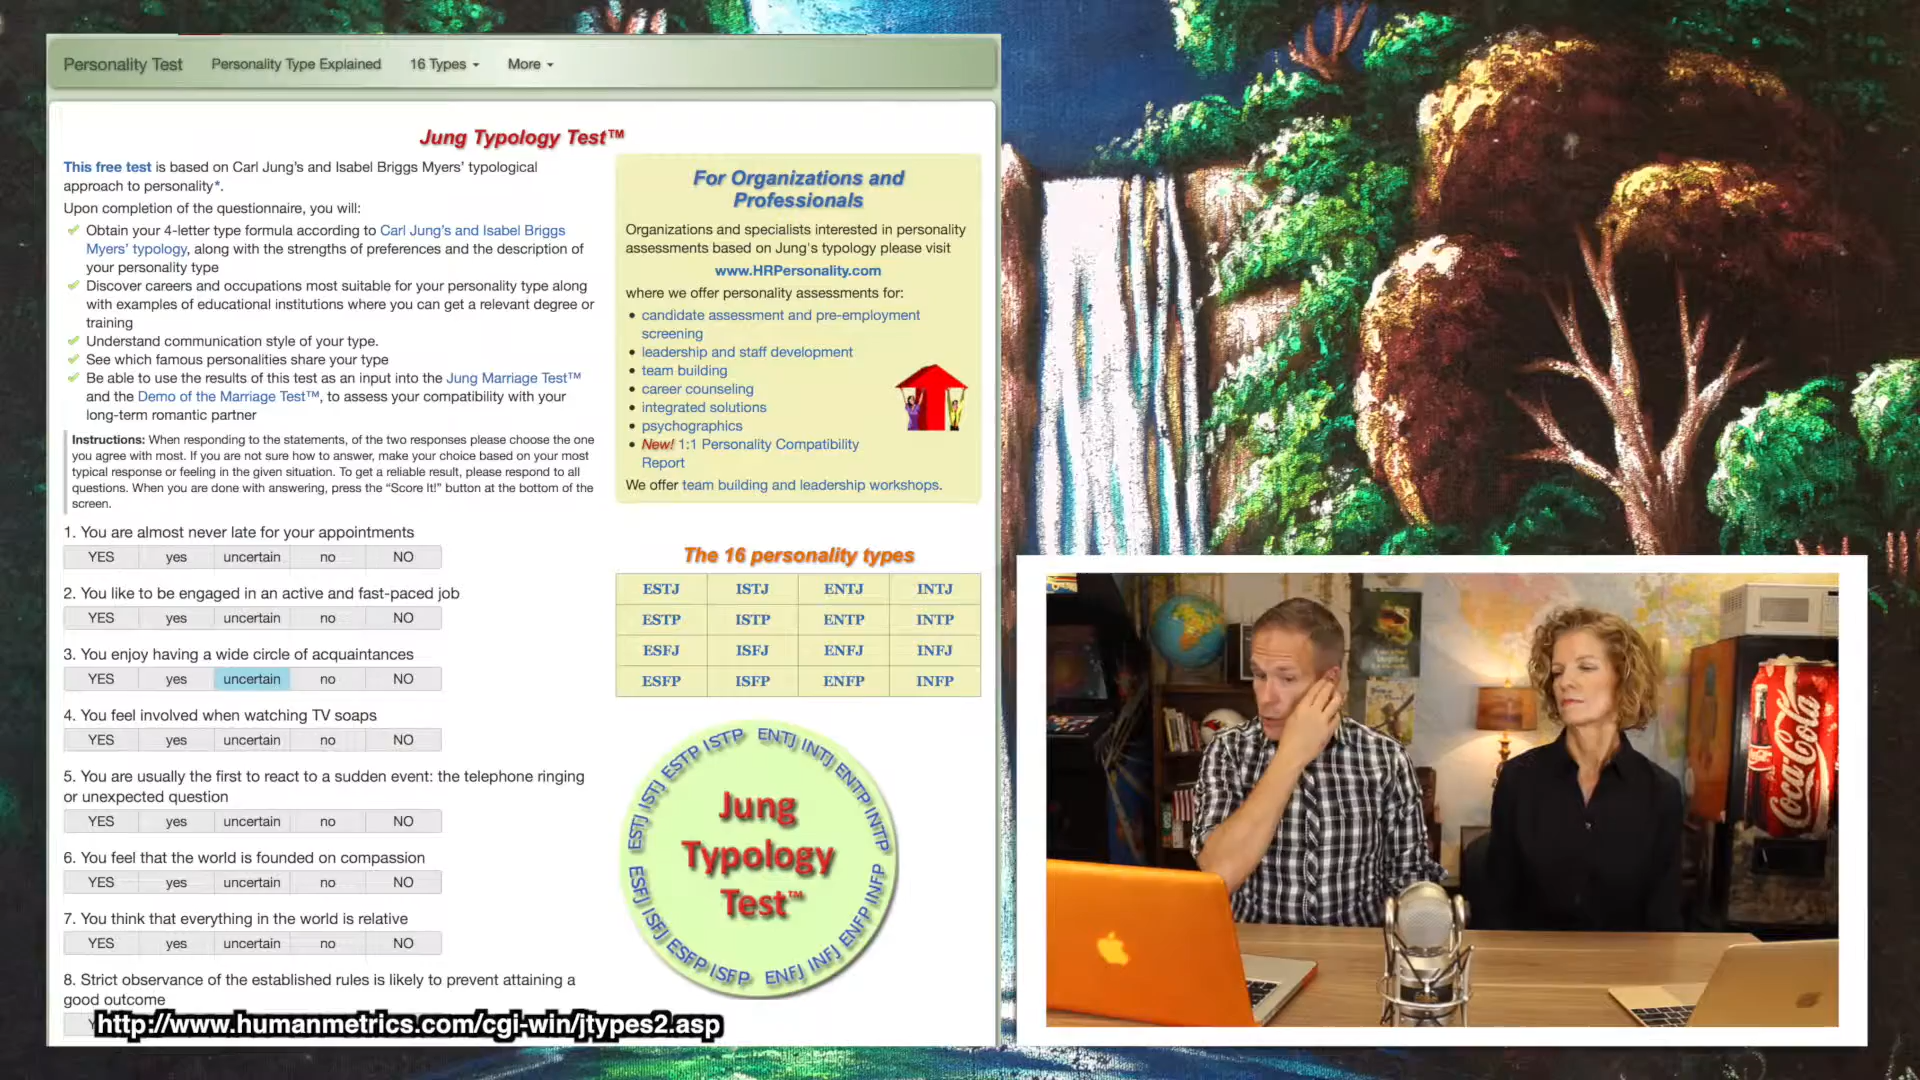 Personality Test Personality Type Explained 16 Types More
Jung Typology Test™
This free test is based on Carl Jung's and Isabel Briggs Myers' typological
approach to personality*.
Upon completion of the questionnaire, you will:
Obtain your 4-letter type formula according to Carl Jung's and Isabel Briggs
Myers' typology, along with the strengths of preferences and the description of
your personality type
Discover careers and occupations most suitable for your personality type along
with examples of educational institutions where you can get a relevant degree or
training
Understand communication style of your type.
See which famous personalities share your type
Be able to use the results of this test as an input into the Jung Marriage Test™
and the Demo of the Marriage Test™, to assess your compatibility with your
long-term romantic partner
Instructions: When responding to the statements, of the two responses please choose the one
you agree with most. If you are not sure how to answer, make your choice based on your most
typical response or feeling in the given situation. To get a reliable result, please respond to all
questions. When you are done with answering, press the “Score It!” button at the bottom of the
screen.
1. You are almost never late for your appointments
YES yes uncertain no NO
2. You like to be engaged in an active and fast-paced job
YES yes uncertain no NO
3. You enjoy having a wide circle of acquaintances
YES yes uncertain no NO
4. You feel involved when watching TV soaps
YES yes uncertain no NO
5. You are usually the first to react to a sudden event: the telephone ringing
or unexpected question
YES yes uncertain no NO
6. You feel that the world is founded on compassion
YES yes uncertain no NO
7. You think that everything in the world is relative
YES yes uncertain no NO
8. Strict observance of the established rules is likely to prevent attaining a
good outcome
http://www.humanmetrics.com/cgi-win/jtypes2.asp
For Organizations and
Professionals
Organizations and specialists interested in personality
assessments based on Jung's typology please visit
www.HRPersonality.com
where we offer personality assessments for:
candidate assessment and pre-employment
screening
leadership and staff development
team building
career counseling
integrated solutions
psychographics
New! 1:1 Personality Compatibility
Report
We offer team building and leadership workshops.
The 16 personality types
ESTJ ISTJ ENTJ INTJ
ESTP ISTP ENTP INTP
ESFJ ISFJ ENFJ INFJ
ESFP ISFP ENFP INFP
ESTJ ISTJ ESTP ISTP ENTJ INTJ ENTP INTP
Jung
Typology
Test™
ESFJ ISFJ ESFP ISFP ENFJ INFJ ENFP INFP
Coca-Cola